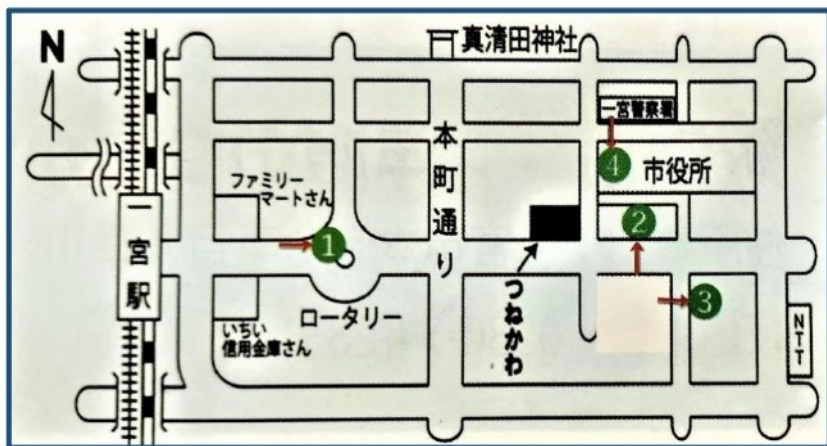 N
真清田神社
一宮警察署
④
市役所
本町通り
ファミリー
マートさん
②
①
一宮駅
つねかわ
③
ロータリー
いちい
信用金庫さん
NTT